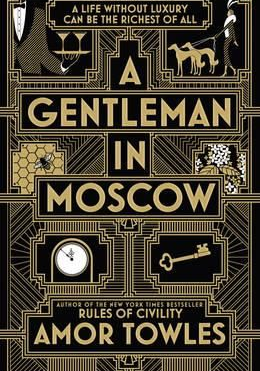 A LIFE WITHOUT LUXURY
CAN BE THE RICHEST OF ALL
A
GENTLEMAN
IN
MOSCOW
AUTHOR OF THE NEW YORK TIMES BESTSELLER
RULES OF CIVILITY
AMOR TOWLES